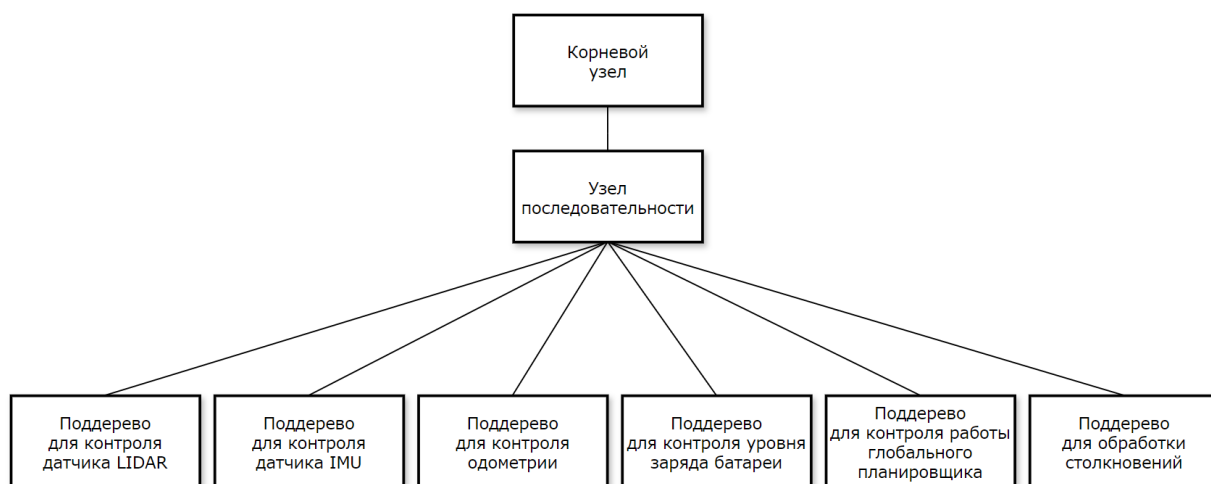 Корневой
узел
Узел
последовательности
Поддерево
для контроля
датчика LIDAR
Поддерево
для контроля
датчика IMU
Поддерево
для контроля
одометрии
Поддерево
для контроля уровня
заряда батареи
Поддерево
для контроля работы
глобального
планировщика
Поддерево
для обработки
столкновений